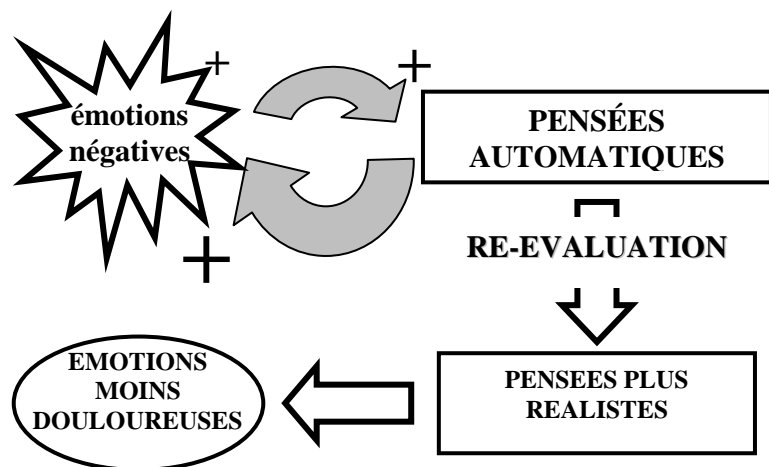 +
+
émotions
négatives
PENSÉES
AUTOMATIQUES
+
RE-EVALUATION
EMOTIONS
MOINS
DOULOUREUSES
PENSEES PLUS
REALISTES